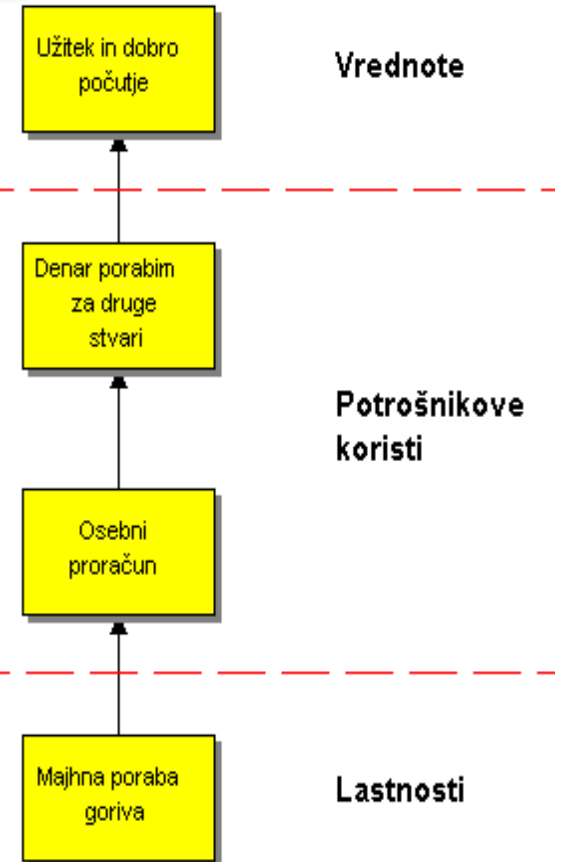 Užitek in dobro
počutje
Vrednote
Denar porabim
za druge
stvari
Potrošnikove
koristi
Osebni
proračun
Majhna poraba
goriva
Lastnosti